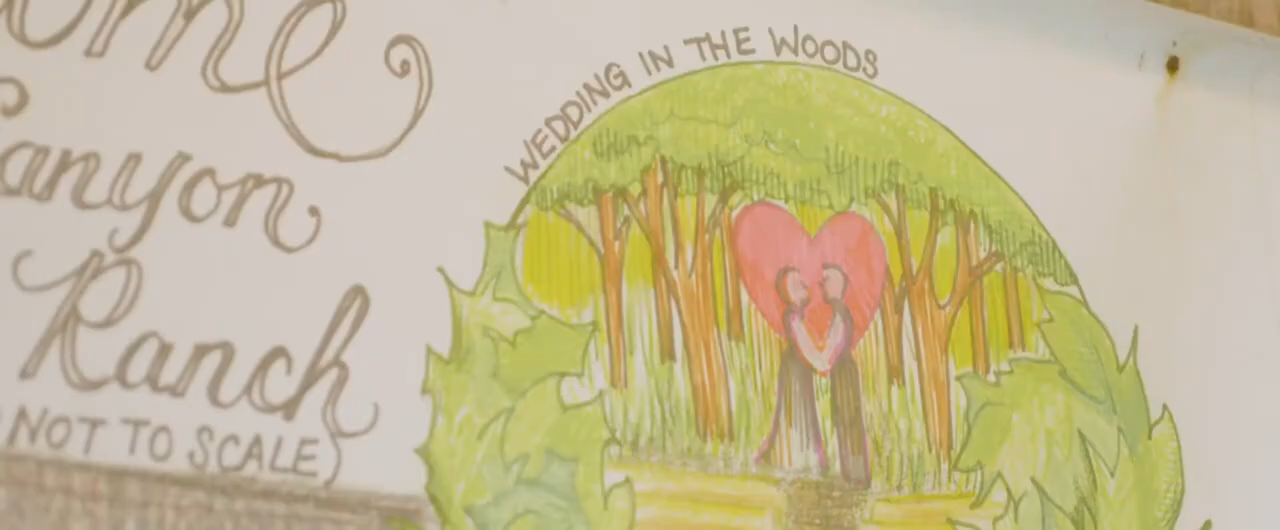 anyon
Ranch
NOT TO SCALE)
WEDDING IN THE WOODS